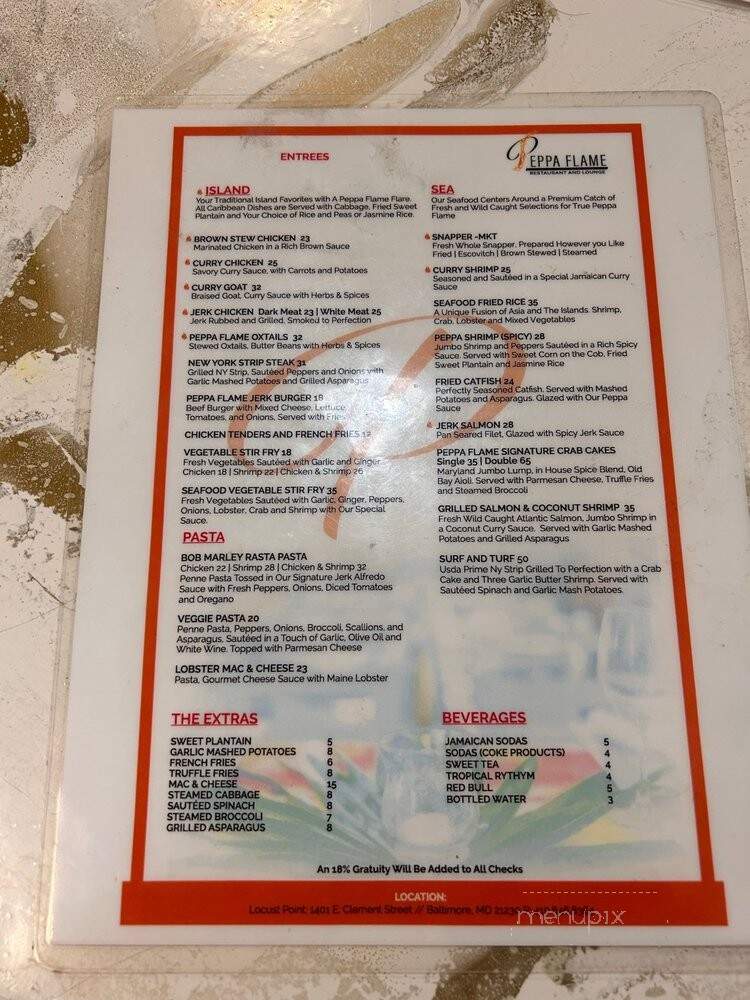 ENTREES
PEPPA FLAME
RESTAURANT AND LOUNGE
ISLAND
Your Traditional Island Favorites with A Peppa Flame Flare.
All Caribbean Dishes are Served with Cabbage, Fried Sweet
Plantain and Your Choice of Rice and Peas or Jasmine Rice.
BROWN STEW CHICKEN 23
Marinated Chicken in a Rich Brown Sauce
CURRY CHICKEN 25
Savory Curry Sauce, with Carrots and Potatoes
CURRY GOAT 32
Braised Goat, Curry Sauce with Herbs & Spices
JERK CHICKEN Dark Meat 23 | White Meat 25
Jerk Rubbed and Grilled, Smoked to Perfection
PEPPA FLAME OXTAILS 32
Stewed Oxtails, Butter Beans with Herbs & Spices
NEW YORK STRIP STEAK 31
Grilled NY Strip, Sautéed Peppers and Onions with
Garlic Mashed Potatoes and Grilled Asparagus
PEPPA FLAME JERK BURGER 18
Beef Burger with Mixed Cheese, Lettuce,
Tomatoes, and Onions, Served with Fries
CHICKEN TENDERS AND FRENCH FRIES 12
VEGETABLE STIR FRY 18
Fresh Vegetables Sautéed with Garlic and Ginger
Chicken 18 | Shrimp 22 | Chicken & Shrimp 26
SEAFOOD VEGETABLE STIR FRY 35
Fresh Vegetables Sautéed with Garlic, Ginger, Peppers,
Onions, Lobster, Crab and Shrimp with Our Special
Sauce.
PASTA
BOB MARLEY RASTA PASTA
Chicken 22 | Shrimp 28 | Chicken & Shrimp 32
Penne Pasta Tossed in Our Signature Jerk Alfredo
Sauce with Fresh Peppers, Onions, Diced Tomatoes
and Oregano
VEGGIE PASTA 20
Penne Pasta, Peppers, Onions, Broccoli, Scallions, and
Asparagus, Sautéed in a Touch of Garlic, Olive Oil and
White Wine. Topped with Parmesan Cheese
LOBSTER MAC & CHEESE 23
Pasta, Gourmet Cheese Sauce with Maine Lobster
SEA
Our Seafood Centers Around a Premium Catch of
Fresh and Wild Caught Selections for True Peppa
Flame
SNAPPER -MKT
Fresh Whole Snapper, Prepared However you Like
Fried | Escovitch | Brown Stewed | Steamed
CURRY SHRIMP 25
Seasoned and Sautéed in a Special Jamaican Curry
Sauce
SEAFOOD FRIED RICE 35
A Unique Fusion of Asia and The Islands. Shrimp,
Crab, Lobster and Mixed Vegetables
PEPPA SHRIMP (SPICY) 28
Jumbo Shrimp and Peppers Sautéed in a Rich Spicy
Sauce. Served with Sweet Corn on the Cob, Fried
Sweet Plantain and Jasmine Rice
FRIED CATFISH 24
Perfectly Seasoned Catfish. Served with Mashed
Potatoes and Asparagus. Glazed with Our Peppa
Sauce
JERK SALMON 28
Pan Seared Filet, Glazed with Spicy Jerk Sauce
PEPPA FLAME SIGNATURE CRAB CAKES
Single 35 | Double 65
Maryland Jumbo Lump, in House Spice Blend, Old
Bay Aioli. Served with Parmesan Cheese, Truffle Fries
and Steamed Broccoli
GRILLED SALMON & COCONUT SHRIMP 35
Fresh Wild Caught Atlantic Salmon, Jumbo Shrimp in
a Coconut Curry Sauce. Served with Garlic Mashed
Potatoes and Grilled Asparagus
SURF AND TURF 50
Usda Prime Ny Strip Grilled To Perfection with a Crab
Cake and Three Garlic Butter Shrimp. Served with
Sautéed Spinach and Garlic Mash Potatoes.
THE EXTRAS
SWEET PLANTAIN 5
GARLIC MASHED POTATOES 8
FRENCH FRIES 6
TRUFFLE FRIES 8
MAC & CHEESE 15
STEAMED CABBAGE 8
SAUTÉED SPINACH 8
STEAMED BROCCOLI 7
GRILLED ASPARAGUS 8
BEVERAGES
JAMAICAN SODAS 5
SODAS (COKE PRODUCTS) 4
SWEET TEA 4
TROPICAL RYTHYM 4
RED BULL 5
BOTTLED WATER 3
An 18% Gratuity Will Be Added to All Checks
LOCATION:
Locust Point: 1401 E. Clement Street // Baltimore, MD 21230
menupix